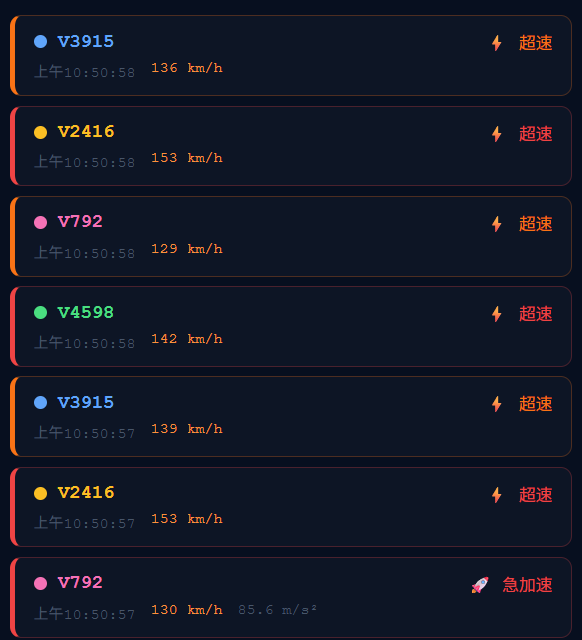 V3915 ⚡ 超速
上午10:50:58 136 km/h
V2416 ⚡ 超速
上午10:50:58 153 km/h
V792 ⚡ 超速
上午10:50:58 129 km/h
V4598 ⚡ 超速
上午10:50:58 142 km/h
V3915 ⚡ 超速
上午10:50:57 139 km/h
V2416 ⚡ 超速
上午10:50:57 153 km/h
V792 🚀 急加速
上午10:50:57 130 km/h 85.6 m/s²